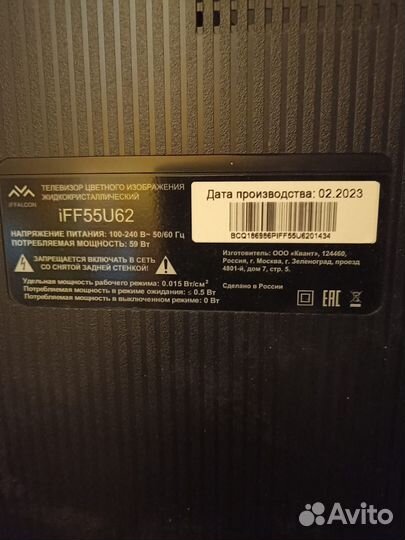 iFFALCON
ТЕЛЕВИЗОР ЦВЕТНОГО ИЗОБРАЖЕНИЯ
ЖИДКОКРИСТАЛЛИЧЕСКИЙ
iFF55U62
НАПРЯЖЕНИЕ ПИТАНИЯ: 100-240 В~ 50/60 Гц
ПОТРЕБЛЯЕМАЯ МОЩНОСТЬ: 59 Вт
ЗАПРЕЩАЕТСЯ ВКЛЮЧАТЬ В СЕТЬ
СО СНЯТОЙ ЗАДНЕЙ СТЕНКОЙ!
Удельная мощность рабочего режима: 0.015 Вт/см²
Потребляемая мощность в режиме ожидания: ≤ 0.5 Вт
Потребляемая мощность в выключенном режиме: 0 Вт
Дата производства: 02.2023
BCQ186986PIFF55U6201434
Изготовитель: ООО «Квант», 124460,
Россия, г. Москва, г. Зеленоград, проезд
4801-й, дом 7, стр. 5.
Сделано в России
EAC
Avito